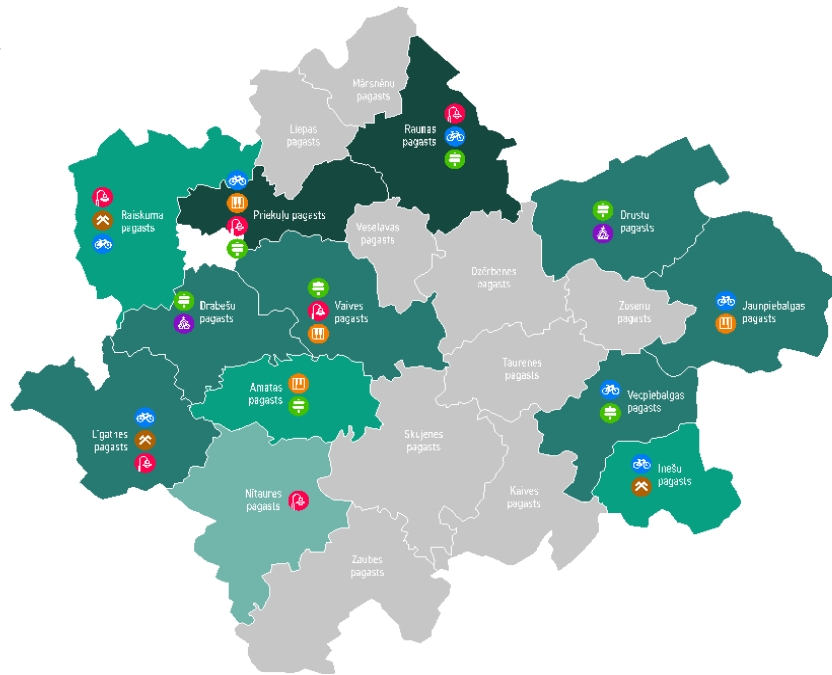 Mārsnēnu
pagasts
Liepas
pagasts
Raunas
pagasts
Raiskuma
pagasts
Priekuļu pagasts
Veselavas
pagasts
Drustu
pagasts
Dzērbenes
pagasts
Zosēnu
pagasts
Jaunpiebalgas
pagasts
Drabešu
pagasts
Vaives
pagasts
Taurenes
pagasts
Vecpiebalgas
pagasts
Amatas
pagasts
Līgatnes
pagasts
Skujenes
pagasts
Inešu
pagasts
Nītaures
pagasts
Kaives
pagasts
Zaubes
pagasts